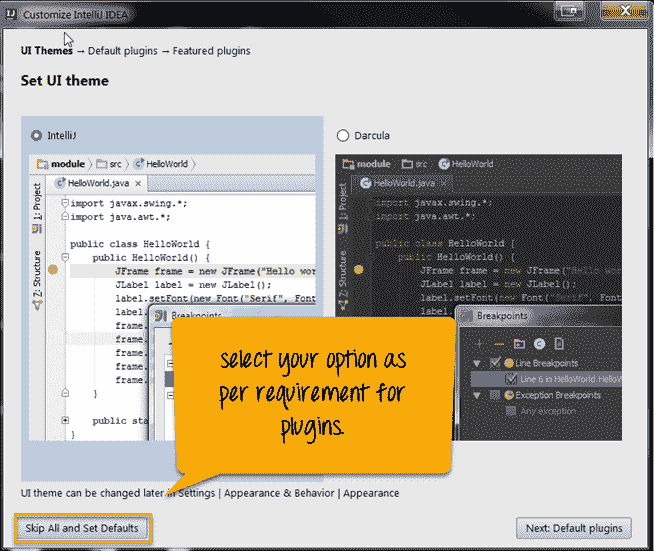 Customize IntelliJ IDEA
UI Themes → Default plugins → Featured plugins
Set UI theme
IntelliJ
Darcula
module
src
HelloWorld
HelloWorld.java
1: Project
Z: Structure
import javax.swing.*;
import java.awt.*;
public class HelloWorld {
public HelloWorld() {
JFrame frame = new JFrame("Hello wor
JLabel label = new JLabel();
label.setFont(new Font("Serif", Font
label.
frame.
frame.
frame.
frame.
frame.
}
public sta
}
Breakpoints
module
src
HelloWorld
HelloWorld.java
1: Project
Z: Structure
import javax.swing.*;
import java.awt.*;
public class HelloWorld {
public HelloWorld() {
JFrame frame = new JFrame("Hello wor
JLabel label = new JLabel();
label.setFont(new Font("Serif", Font
Breakpoints
Line Breakpoints
Line 6 in HelloWorld.HelloW
Exception Breakpoints
Any exception
select your option as
per requirement for
plugins.
UI theme can be changed later in Settings | Appearance & Behavior | Appearance
Skip All and Set Defaults
Next: Default plugins